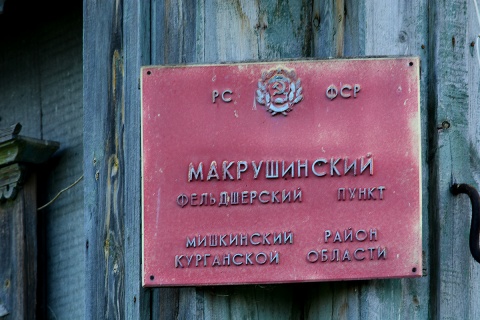 РС ФСР
МАКРУШИНСКИЙ
ФЕЛЬДШЕРСКИЙ ПУНКТ
МИШКИНСКИЙ РАЙОН
КУРГАНСКОЙ ОБЛАСТИ